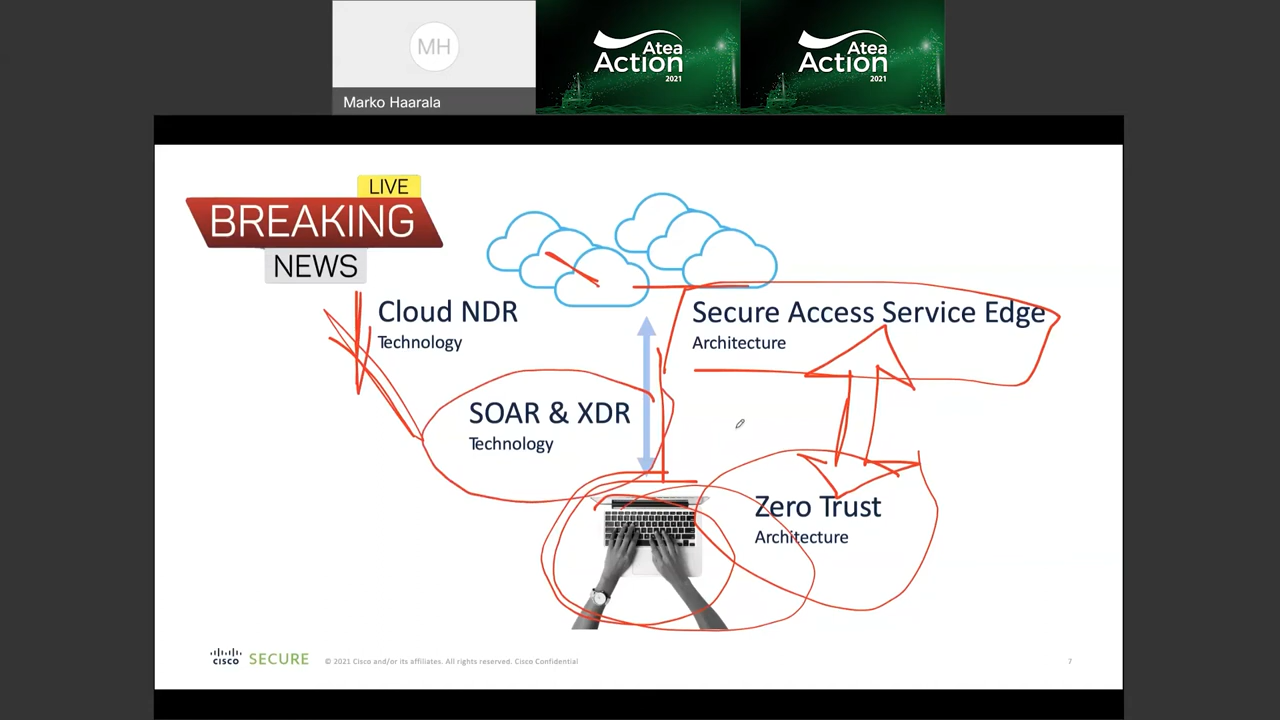 MH
Marko Haarala
Atea
Action
2021
Atea
Action
2021
LIVE
BREAKING
NEWS
Cloud NDR
Technology
Secure Access Service Edge
Architecture
SOAR & XDR
Technology
Zero Trust
Architecture
CISCO SECURE © 2021 Cisco and/or its affiliates. All rights reserved. Cisco Confidential 7